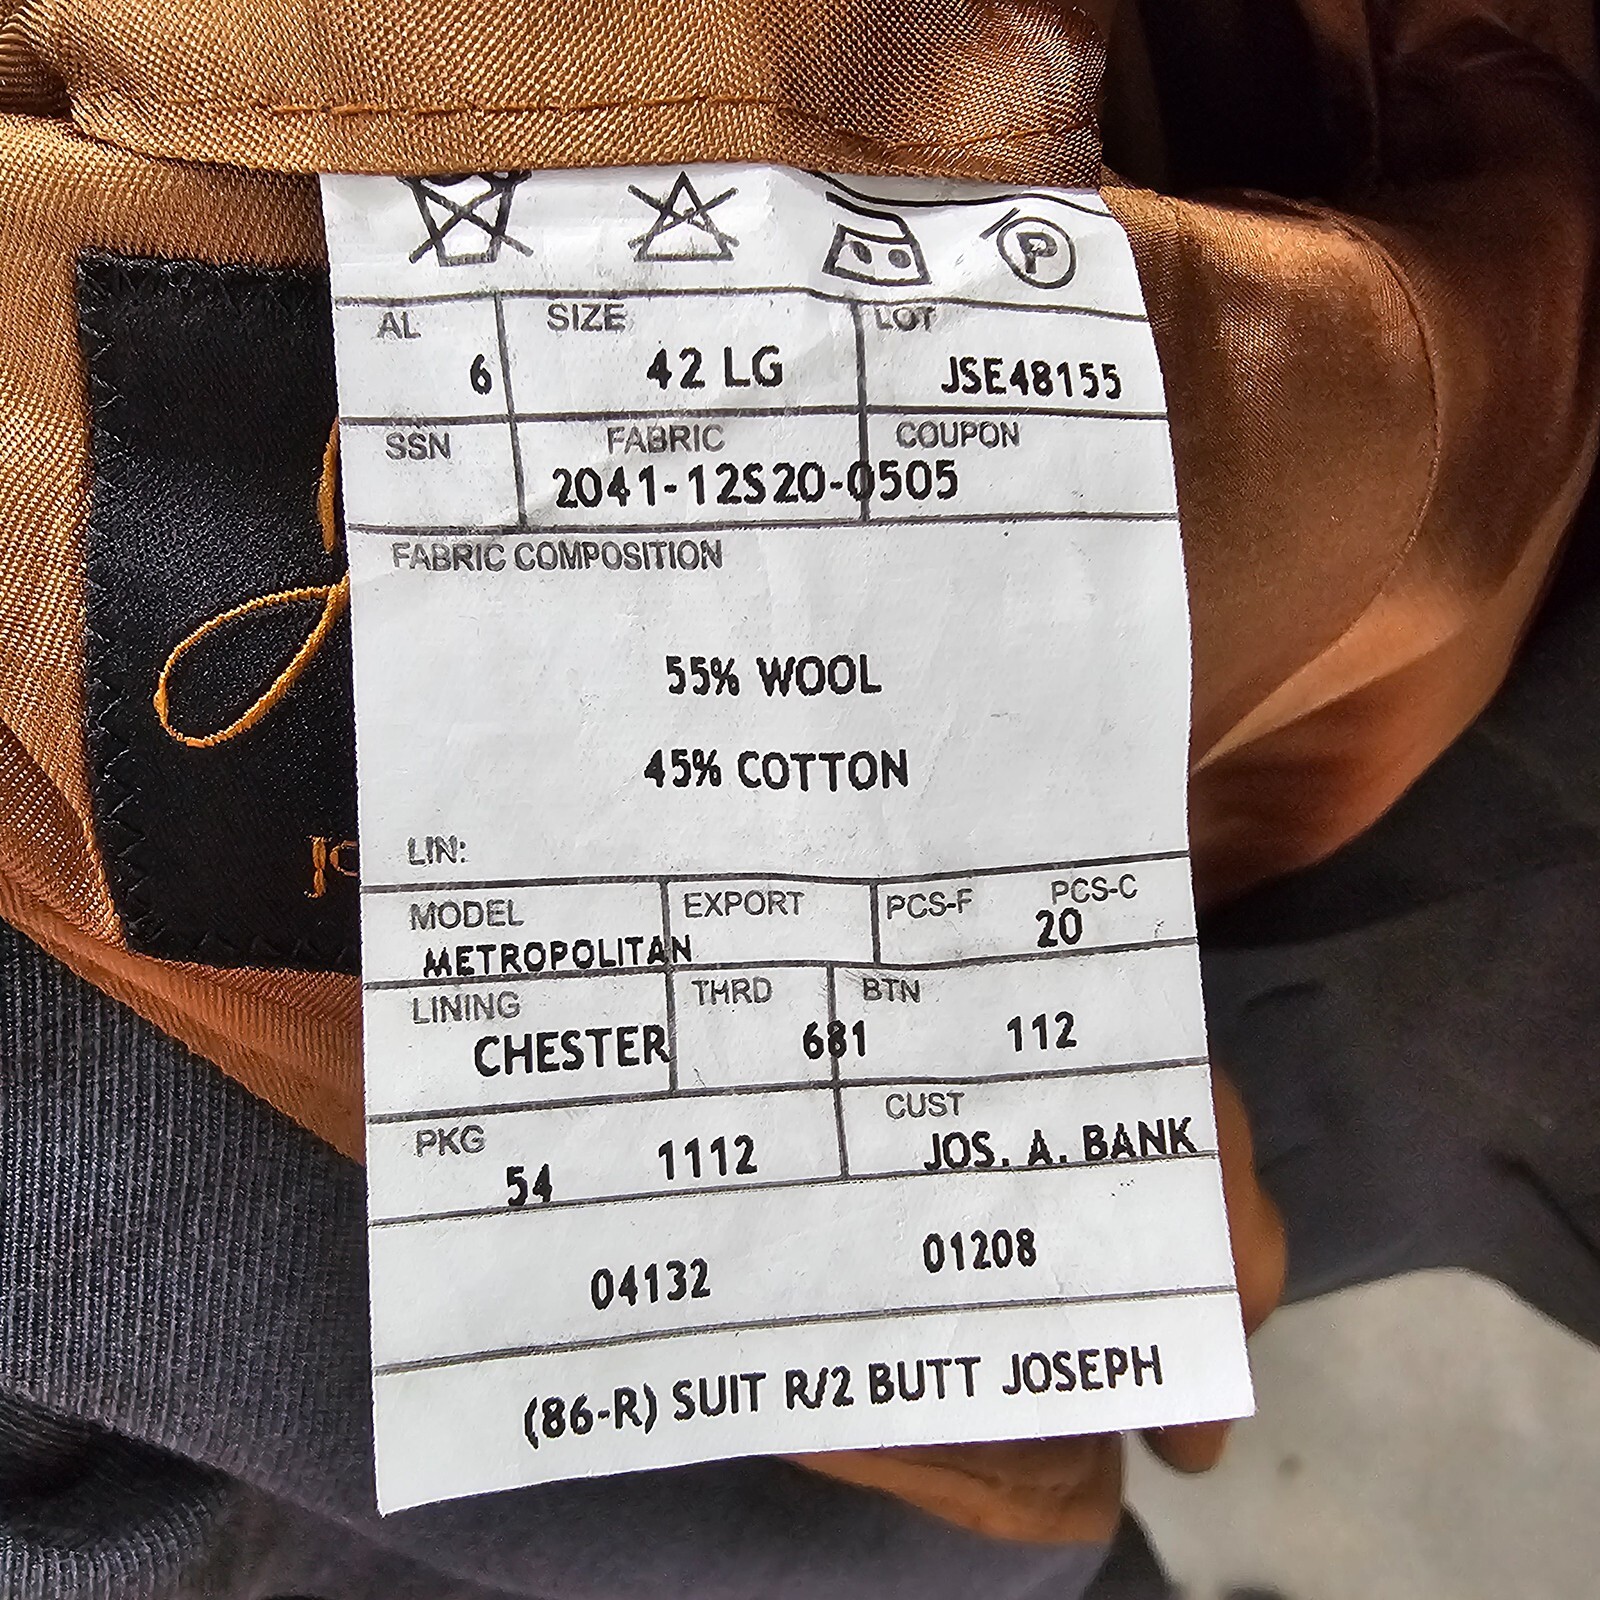 P
AL SIZE LOT
6 42 LG JSE48155
SSN FABRIC COUPON
2041-12S20-0505
FABRIC COMPOSITION
55% WOOL
45% COTTON
LIN:
MODEL EXPORT PCS-F PCS-C
METROPOLITAN 20
LINING THRD BTN
CHESTER 681 112
PKG CUST
54 1112 JOS. A. BANK
04132 01208
(86-R) SUIT R/2 BUTT JOSEPH